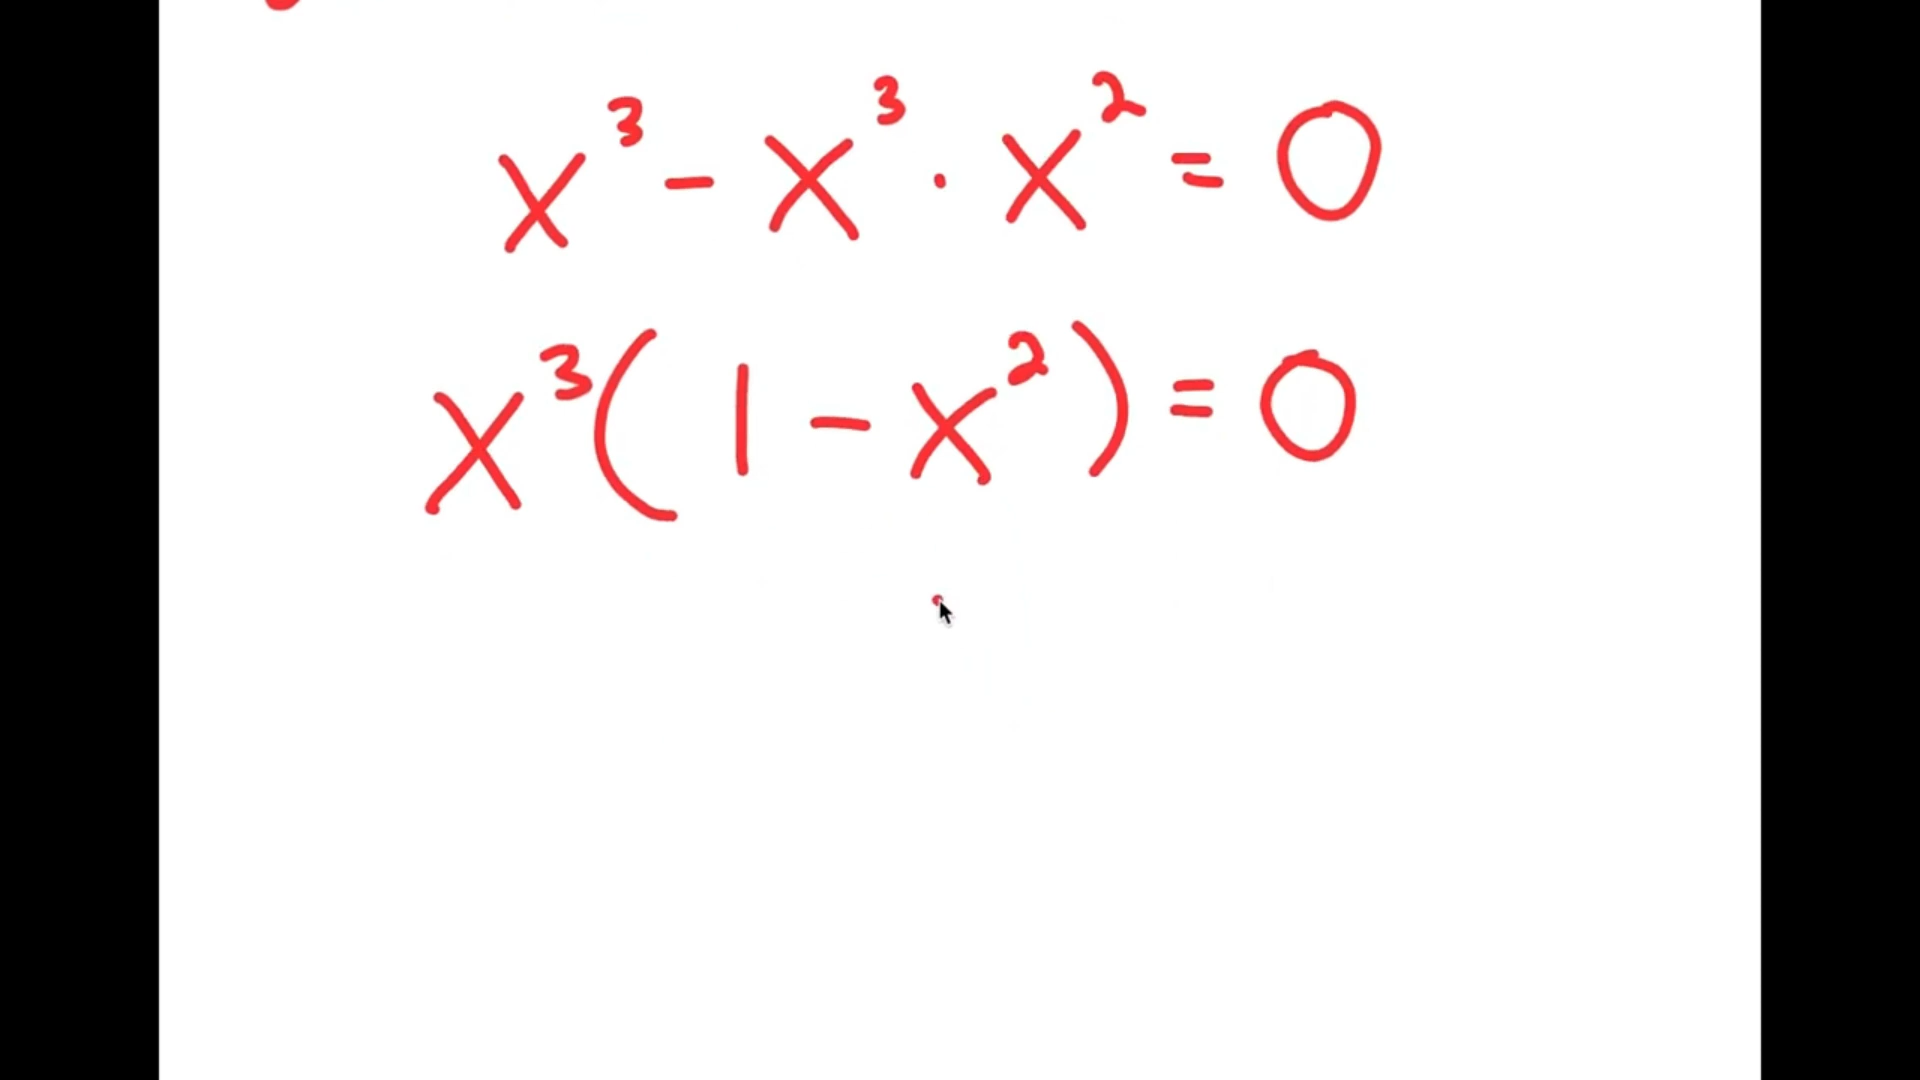 x³ - x³ · x² = 0
x³(1 - x²) = 0